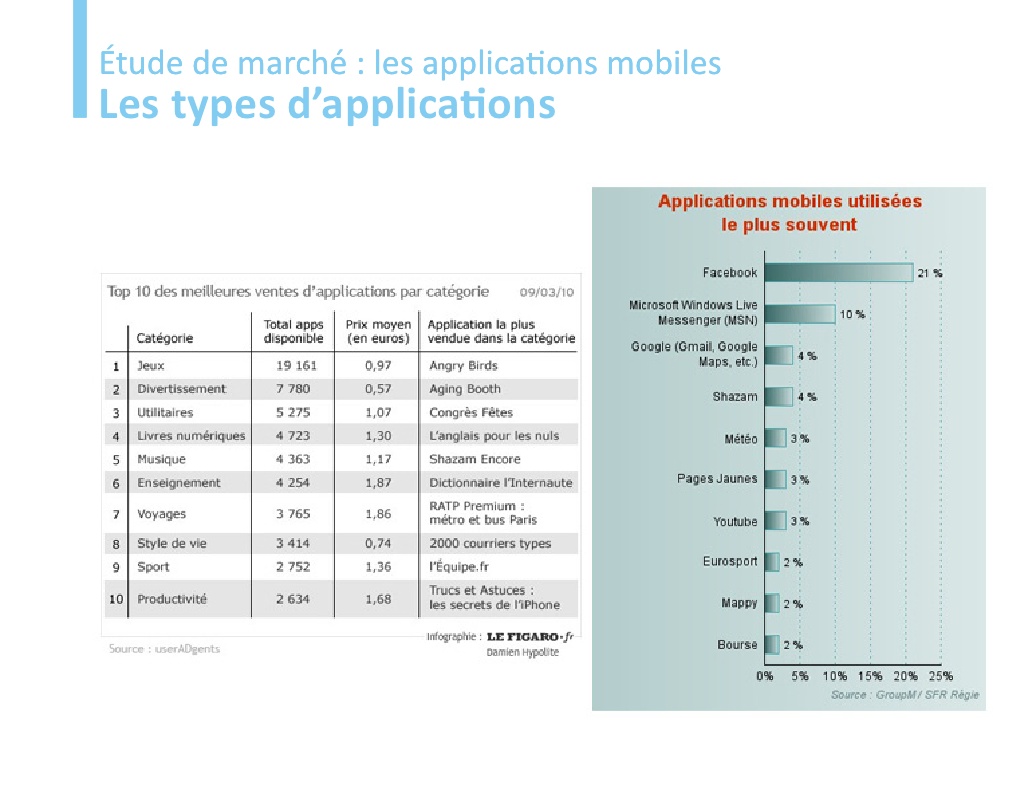 Étude de marché : les applications mobiles
Les types d’applications
Top 10 des meilleures ventes d’applications par catégorie 09/03/10
Catégorie Total apps disponible Prix moyen (en euros) Application la plus vendue dans la catégorie
1 Jeux 19 161 0,97 Angry Birds
2 Divertissement 7 780 0,57 Aging Booth
3 Utilitaires 5 275 1,07 Congrès Fêtes
4 Livres numériques 4 723 1,30 L’anglais pour les nuls
5 Musique 4 363 1,17 Shazam Encore
6 Enseignement 4 254 1,87 Dictionnaire l’Internaute
7 Voyages 3 765 1,86 RATP Premium : métro et bus Paris
8 Style de vie 3 414 0,74 2000 courriers types
9 Sport 2 752 1,36 l’Équipe.fr
10 Productivité 2 634 1,68 Trucs et Astuces : les secrets de l’iPhone
Infographie : LE FIGARO·fr
Source : userADgents
Damien Hypolite
Applications mobiles utilisées
le plus souvent
Facebook 21 %
Microsoft Windows Live
Messenger (MSN) 10 %
Google (Gmail, Google
Maps, etc.) 4 %
Shazam 4 %
Météo 3 %
Pages Jaunes 3 %
Youtube 3 %
Eurosport 2 %
Mappy 2 %
Bourse 2 %
0% 5% 10% 15% 20% 25%
Source : GroupM / SFR Régie